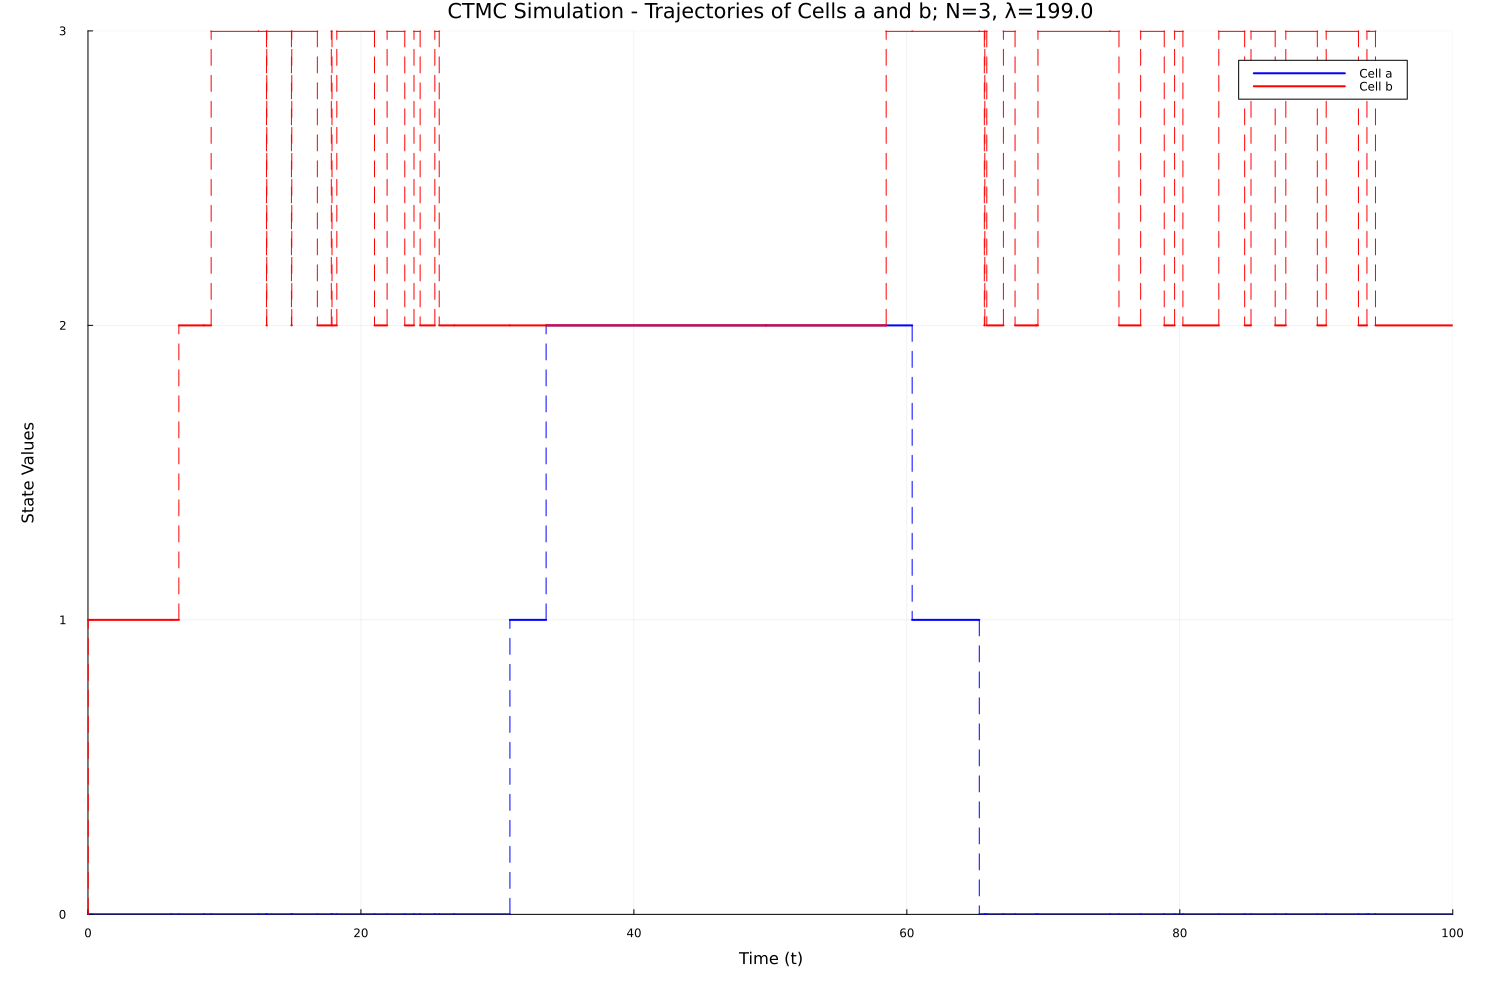 CTMC Simulation - Trajectories of Cells a and b; N=3, λ=199.0
3
Cell a
Cell b
2
State Values
1
0
0 20 40 60 80 100
Time (t)